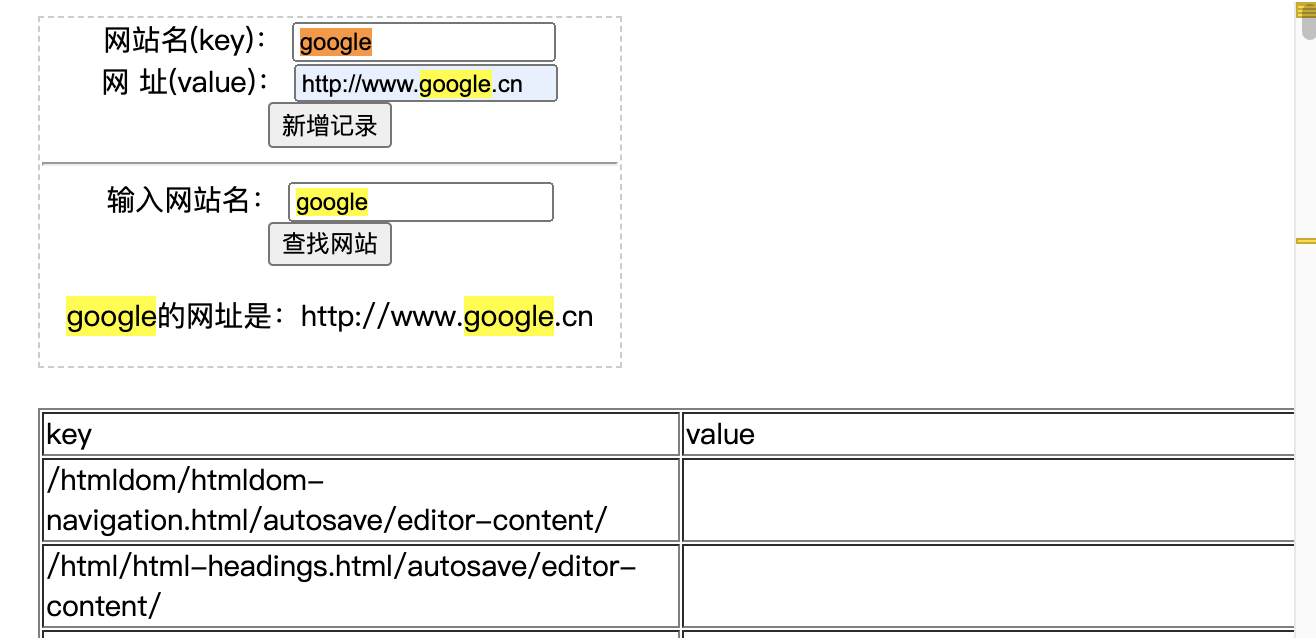 网站名(key)： google
网 址(value)： http://www.google.cn
新增记录
输入网站名： google
查找网站
google的网址是：http://www.google.cn
key value
/htmldom/htmldom-
navigation.html/autosave/editor-content/
/html/html-headings.html/autosave/editor-
content/